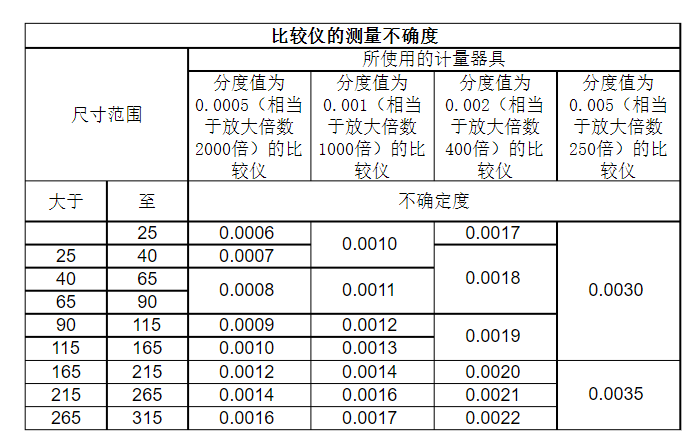 比较仪的测量不确度
所使用的计量器具
尺寸范围
分度值为
0.0005（相当
于放大倍数
2000倍）的比
较仪
分度值为
0.001（相当
于放大倍数
1000倍）的比
较仪
分度值为
0.002（相当
于放大倍数
400倍）的比
较仪
分度值为
0.005（相当
于放大倍数
250倍）的比
较仪
大于 至 不确定度
25 0.0006 0.0010 0.0017 0.0030
25 40 0.0007 0.0018
40 65 0.0008 0.0011
65 90
90 115 0.0009 0.0012 0.0019
115 165 0.0010 0.0013
165 215 0.0012 0.0014 0.0020 0.0035
215 265 0.0014 0.0016 0.0021
265 315 0.0016 0.0017 0.0022